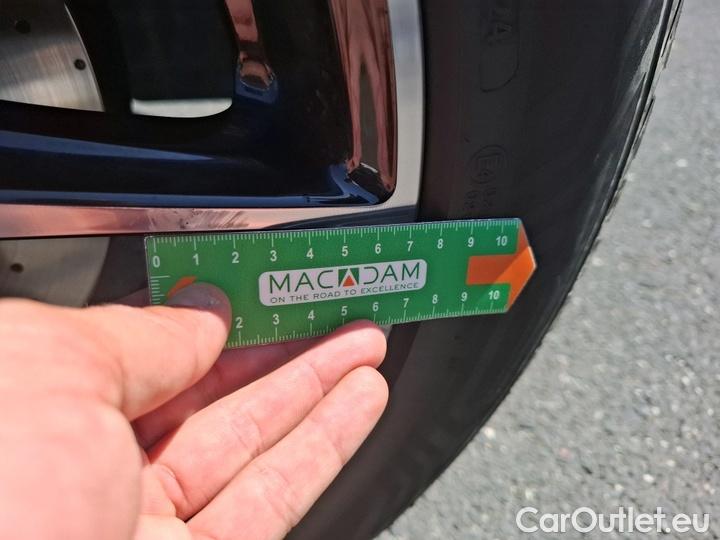 0 1 2 3 4 5 6 7 8 9 10
MACADAM
ON THE ROAD TO EXCELLENCE
2 3 4 5 6 7 8 9 10
E4
CarOutlet.eu